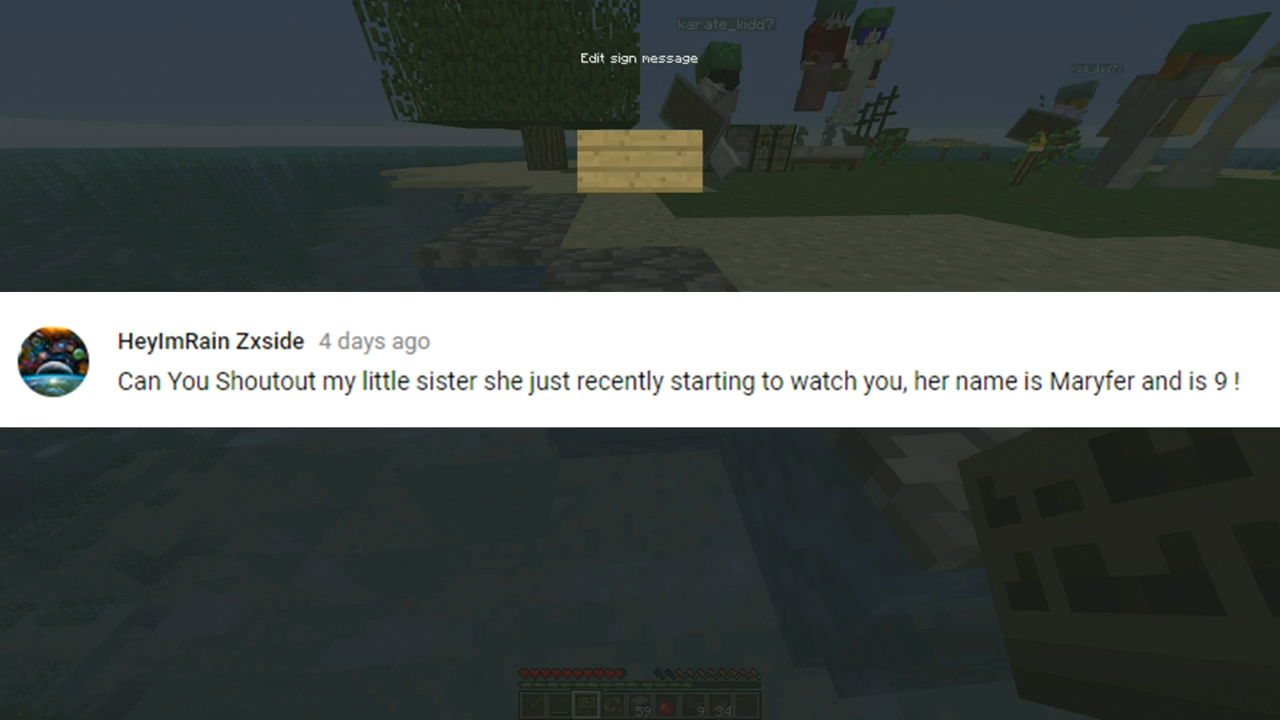 karate_kidd?
Edit sign message
HeyImRain Zxside 4 days ago
Can You Shoutout my little sister she just recently starting to watch you, her name is Maryfer and is 9 !
59 9 34